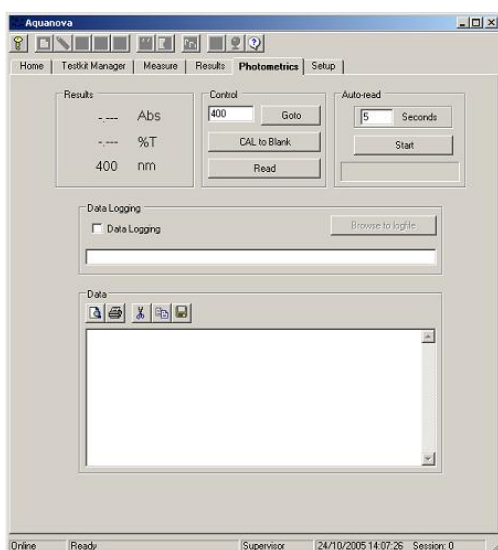 Aquanova
Home Testkit Manager Measure Results Photometrics Setup
Results Control Auto-read
-.--- Abs 400 Goto 5 Seconds
-.--- %T CAL to Blank Start
400 nm Read
Data Logging
Data Logging Browse to logfile
Data
Online Ready Supervisor 24/10/2005 14:07:26 Session: 0